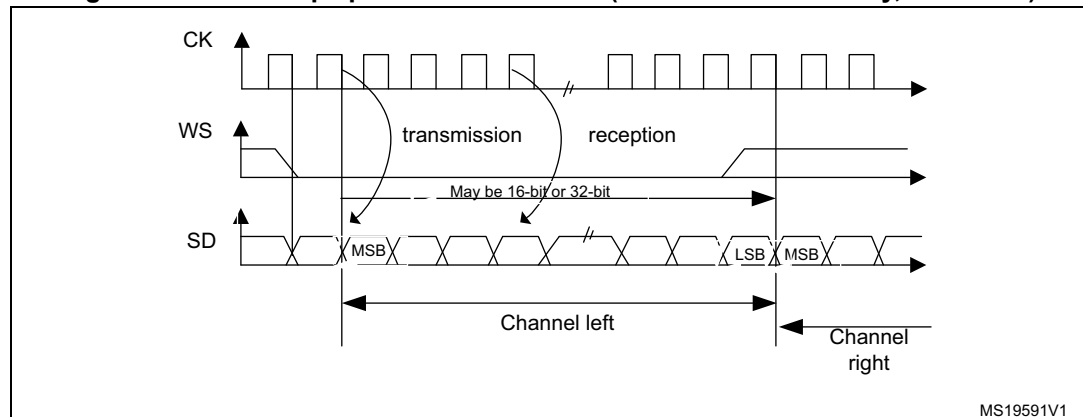 CK
WS
transmission
reception
May be 16-bit or 32-bit
SD
MSB
LSB
MSB
Channel left
Channel
right
MS19591V1